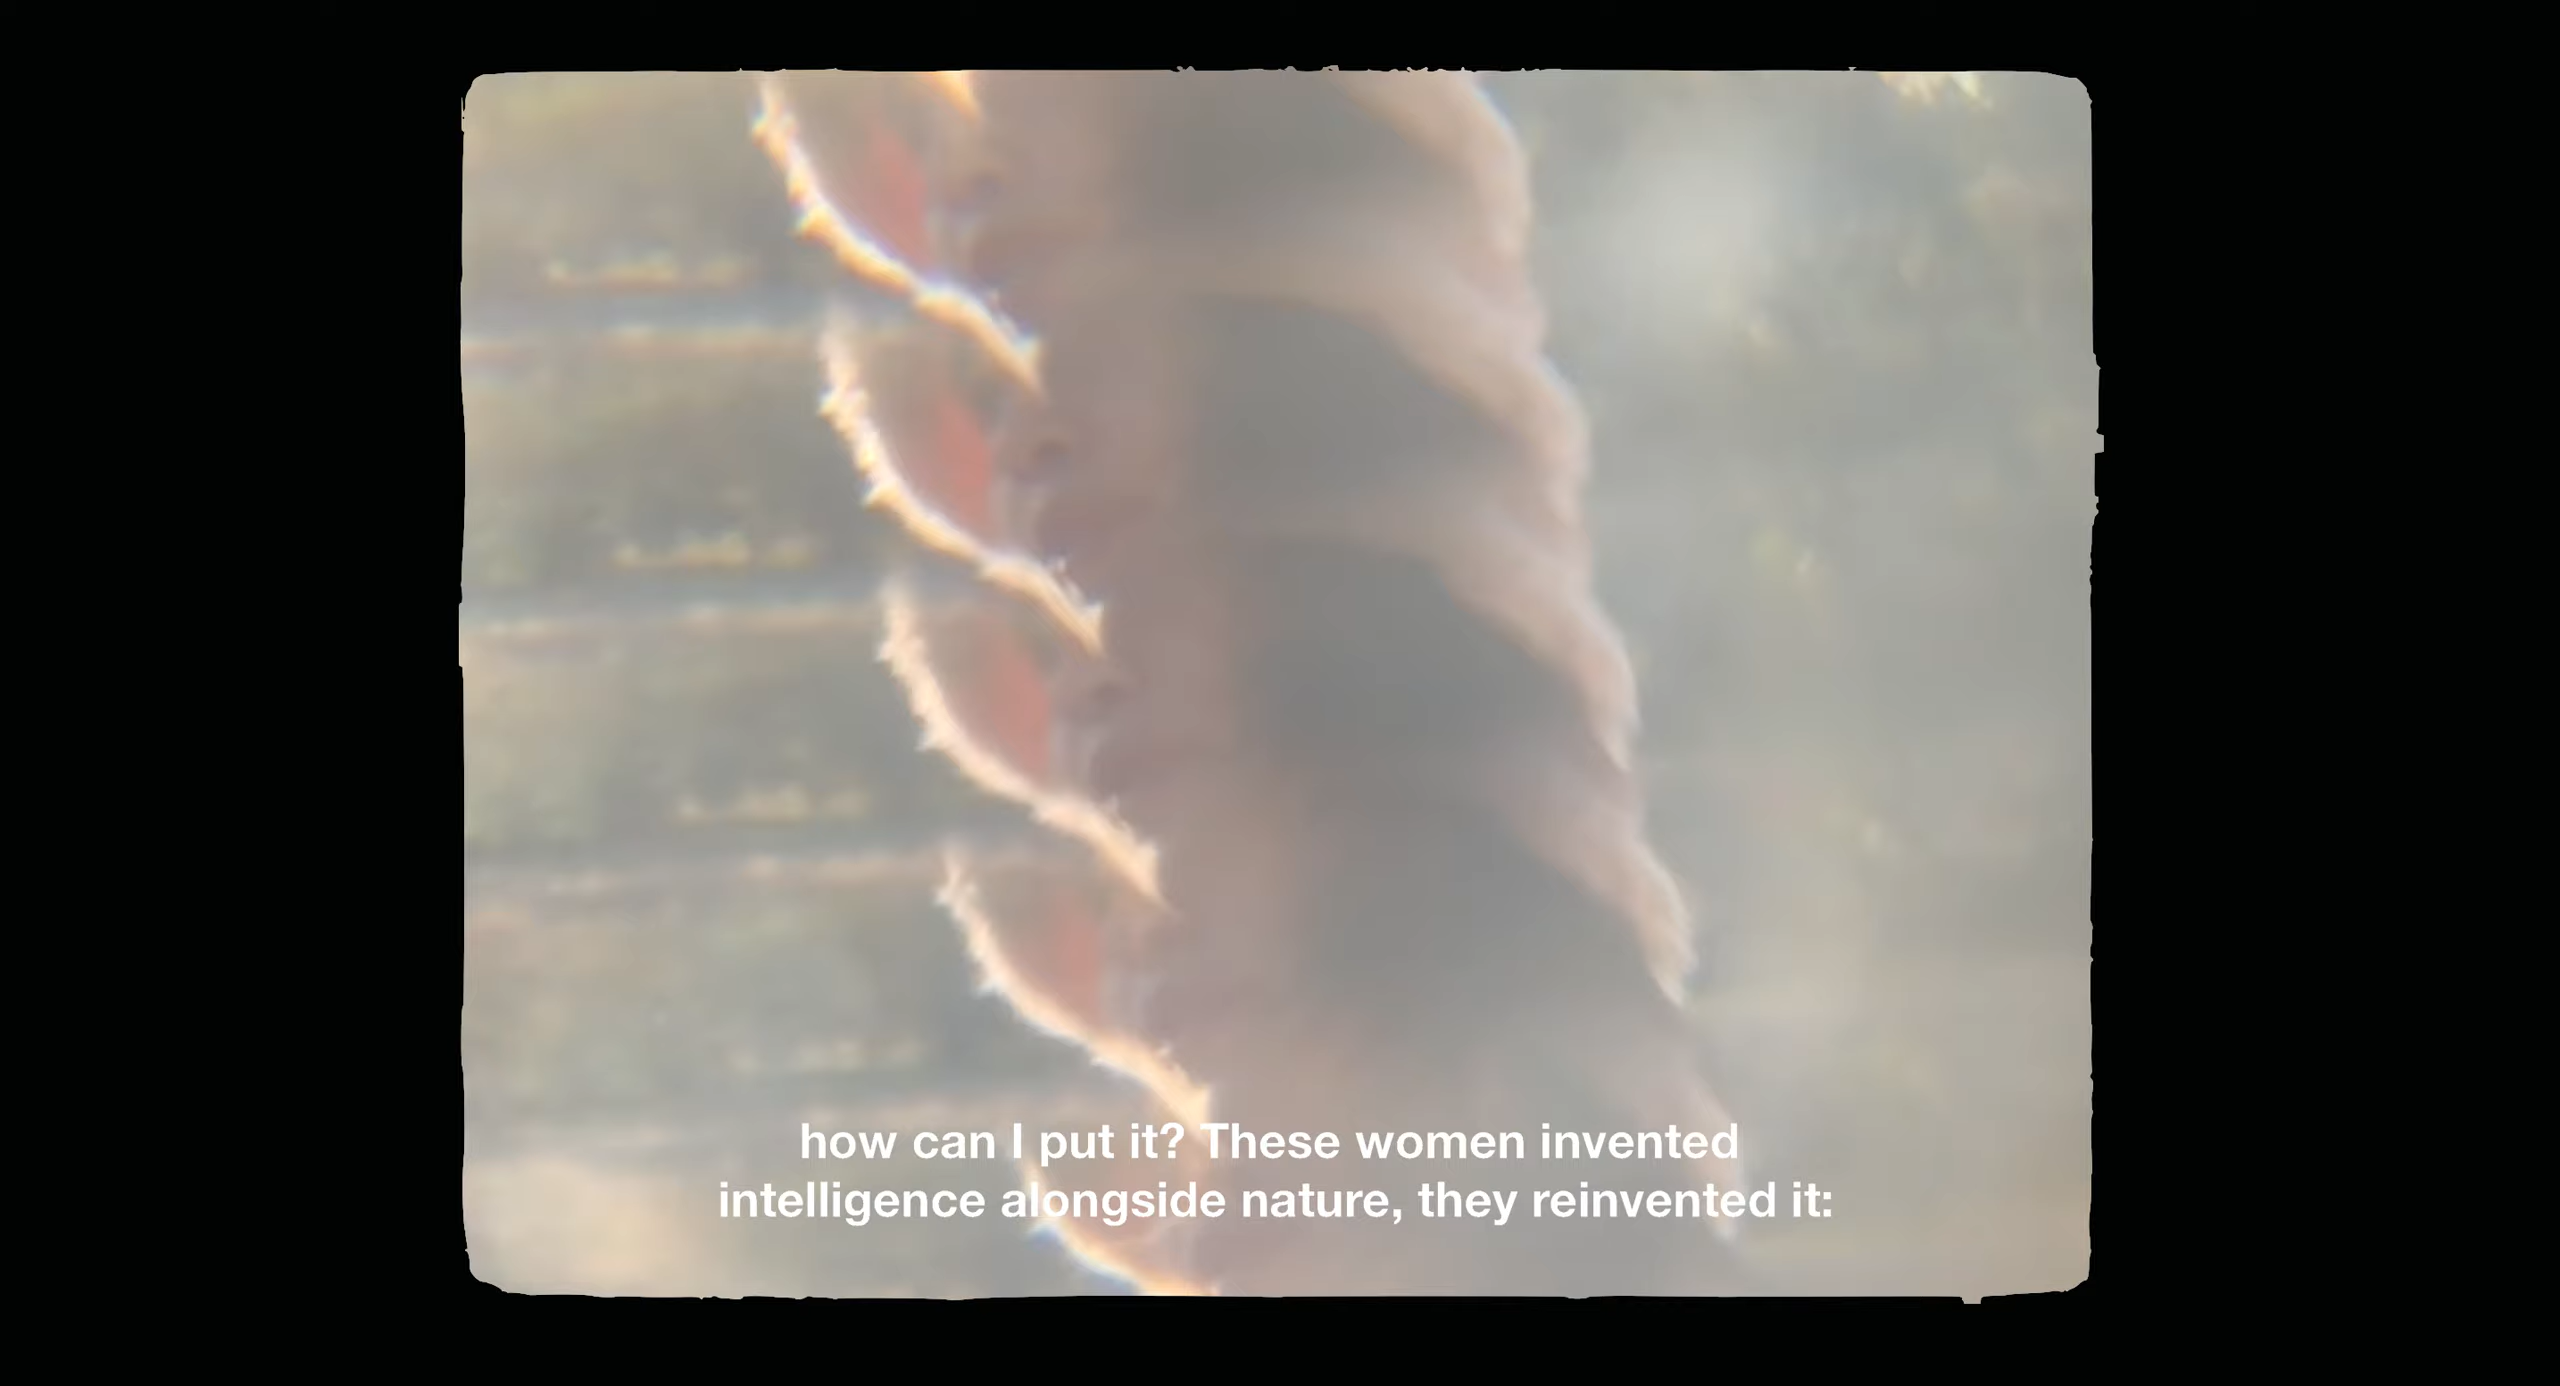 how can I put it? These women invented
intelligence alongside nature, they reinvented it: